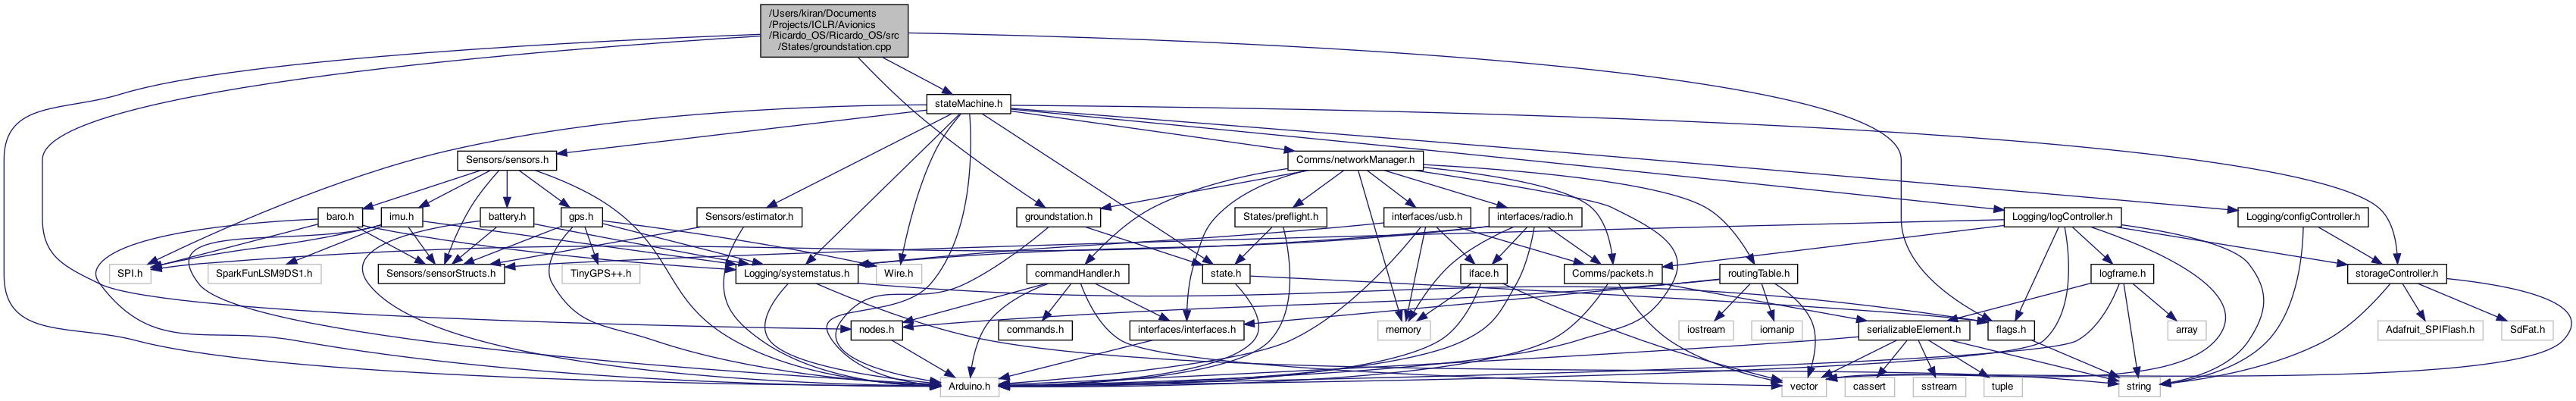 /Users/kiran/Documents
/Projects/ICLR/Avionics
/Ricardo_OS/Ricardo_OS/src
/States/groundstation.cpp
stateMachine.h
Sensors/sensors.h
Comms/networkManager.h
baro.h
imu.h
battery.h
gps.h
Sensors/estimator.h
groundstation.h
States/preflight.h
interfaces/usb.h
interfaces/radio.h
Logging/logController.h
Logging/configController.h
SPI.h
SparkFunLSM9DS1.h
Sensors/sensorStructs.h
TinyGPS++.h
Logging/systemstatus.h
Wire.h
commandHandler.h
state.h
iface.h
Comms/packets.h
routingTable.h
logframe.h
storageController.h
nodes.h
commands.h
interfaces/interfaces.h
memory
iostream
iomanip
serializableElement.h
flags.h
array
Adafruit_SPIFlash.h
SdFat.h
Arduino.h
vector
cassert
sstream
tuple
string